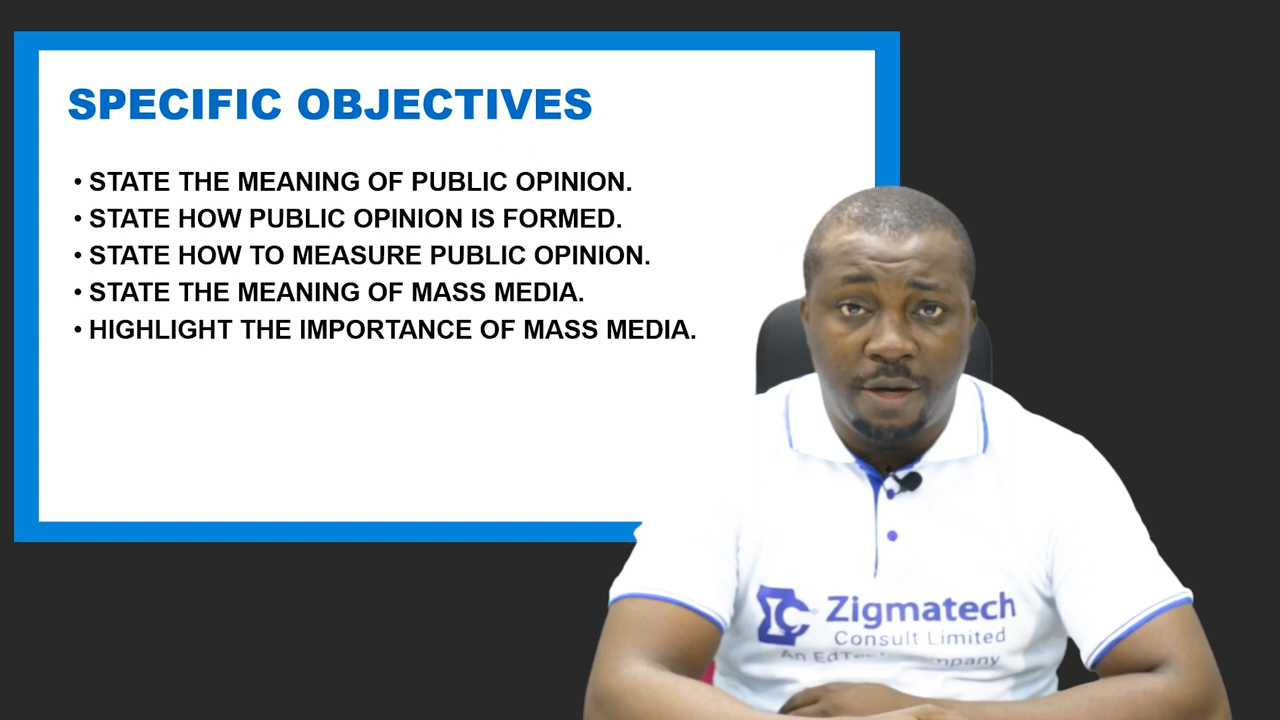 SPECIFIC OBJECTIVES
• STATE THE MEANING OF PUBLIC OPINION.
• STATE HOW PUBLIC OPINION IS FORMED.
• STATE HOW TO MEASURE PUBLIC OPINION.
• STATE THE MEANING OF MASS MEDIA.
• HIGHLIGHT THE IMPORTANCE OF MASS MEDIA.
Zigmatech
Consult Limited
An